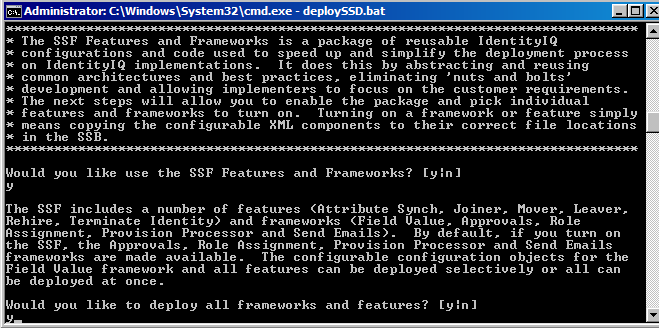 Administrator: C:\Windows\System32\cmd.exe - deploySSD.bat
*******************************************************************************
* The SSF Features and Frameworks is a package of reusable IdentityIQ
* configurations and code used to speed up and simplify the deployment process
* on IdentityIQ implementations.  It does this by abstracting and reusing
* common architectures and best practices, eliminating 'nuts and bolts'
* development and allowing implementers to focus on the customer requirements.
* The next steps will allow you to enable the package and pick individual
* features and frameworks to turn on.  Turning on a framework or feature simply
* means copying the configurable XML components to their correct file locations
* in the SSB.
*******************************************************************************
Would you like use the SSF Features and Frameworks? [y|n]
y
The SSF includes a number of features (Attribute Synch, Joiner, Mover, Leaver,
Rehire, Terminate Identity) and frameworks (Field Value, Approvals, Role
Assignment, Provision Processor and Send Emails).  By default, if you turn on
the SSF, the Approvals, Role Assignment, Provision Processor and Send Emails
frameworks are made available.  The configurable configuration objects for the
Field Value framework and all features can be deployed selectively or all can
be deployed at once.
Would you like to deploy all frameworks and features? [y|n]
y_